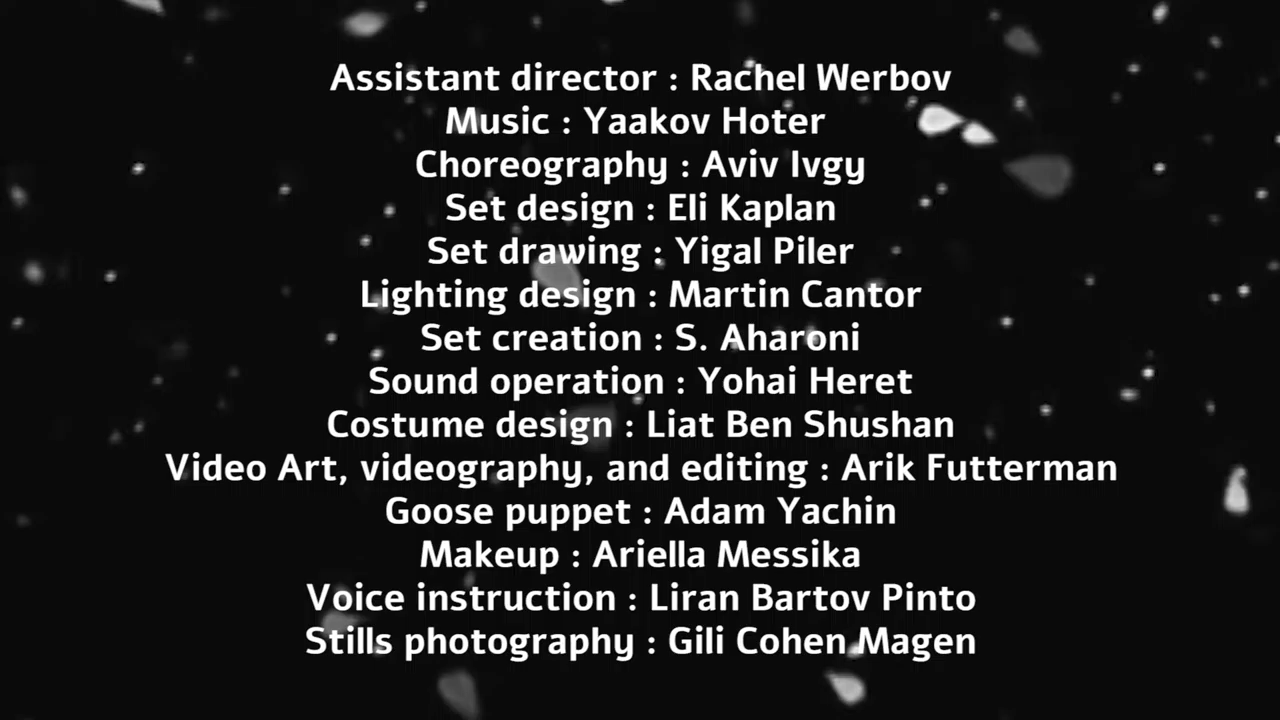 Assistant director : Rachel Werbov
Music : Yaakov Hoter
Choreography : Aviv Ivgy
Set design : Eli Kaplan
Set drawing : Yigal Piler
Lighting design : Martin Cantor
Set creation : S. Aharoni
Sound operation : Yohai Heret
Costume design : Liat Ben Shushan
Video Art, videography, and editing : Arik Futterman
Goose puppet : Adam Yachin
Makeup : Ariella Messika
Voice instruction : Liran Bartov Pinto
Stills photography : Gili Cohen Magen